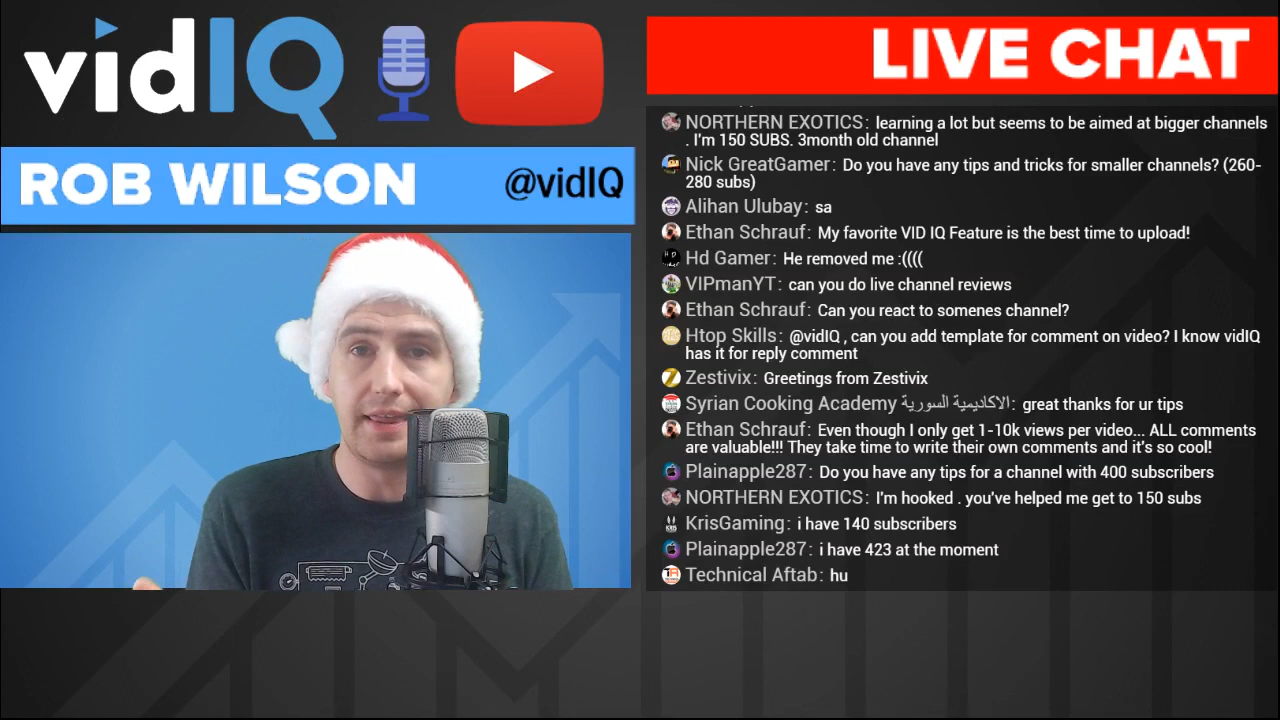 vidIQ
LIVE CHAT
ROB WILSON
@vidIQ
NORTHERN EXOTICS: learning a lot but seems to be aimed at bigger channels
. I'm 150 SUBS. 3month old channel
Nick GreatGamer: Do you have any tips and tricks for smaller channels? (260-
280 subs)
Alihan Ulubay: sa
Ethan Schrauf: My favorite VID IQ Feature is the best time to upload!
Hd Gamer: He removed me :((((
VIPmanYT: can you do live channel reviews
Ethan Schrauf: Can you react to somenes channel?
Htop Skills: @vidIQ , can you add template for comment on video? I know vidIQ
has it for reply comment
Zestivix: Greetings from Zestivix
Syrian Cooking Academy الاكاديمية السورية: great thanks for ur tips
Ethan Schrauf: Even though I only get 1-10k views per video... ALL comments
are valuable!!! They take time to write their own comments and it's so cool!
Plainapple287: Do you have any tips for a channel with 400 subscribers
NORTHERN EXOTICS: I'm hooked . you've helped me get to 150 subs
KrisGaming: i have 140 subscribers
Plainapple287: i have 423 at the moment
Technical Aftab: hu